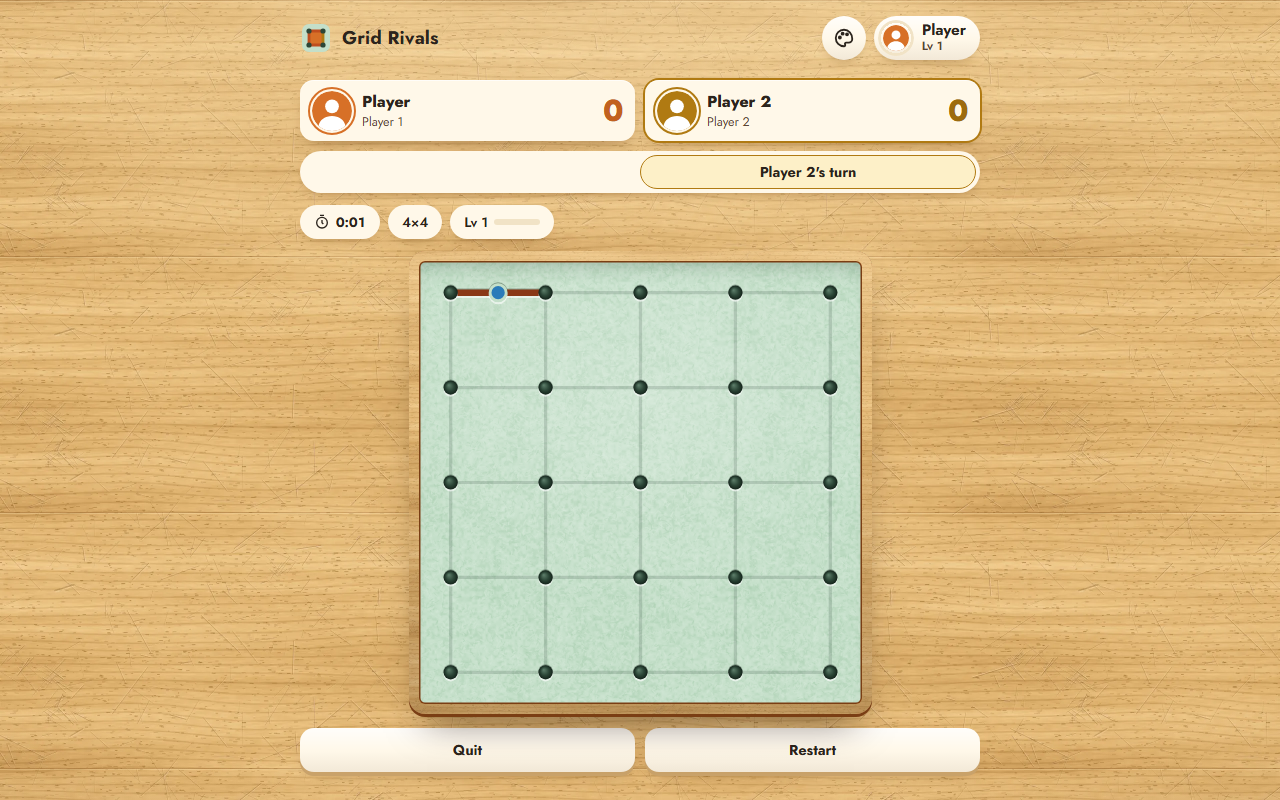 Grid Rivals
Player
Lv 1
Player
Player 1
0
Player 2
Player 2
0
Player 2's turn
0:01
4×4
Lv 1
Quit
Restart